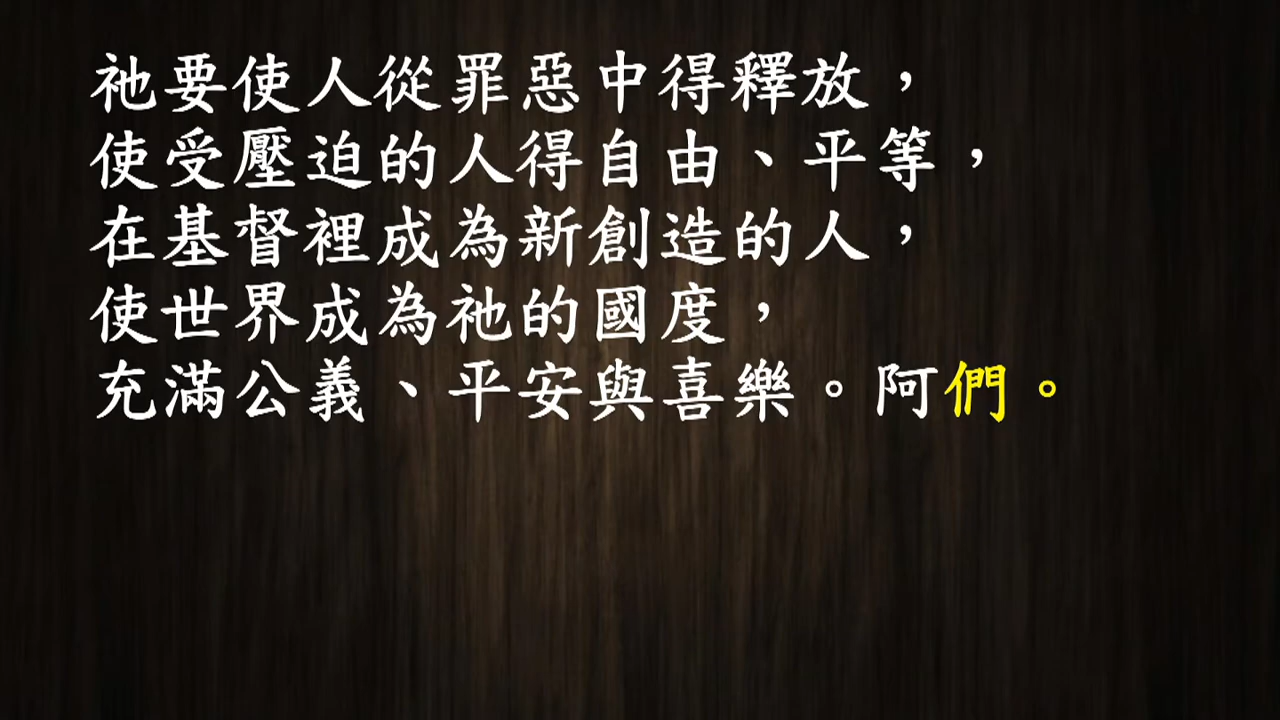 祂要使人從罪惡中得釋放，
使受壓迫的人得自由、平等，
在基督裡成為新創造的人，
使世界成為祂的國度，
充滿公義、平安與喜樂。阿們。